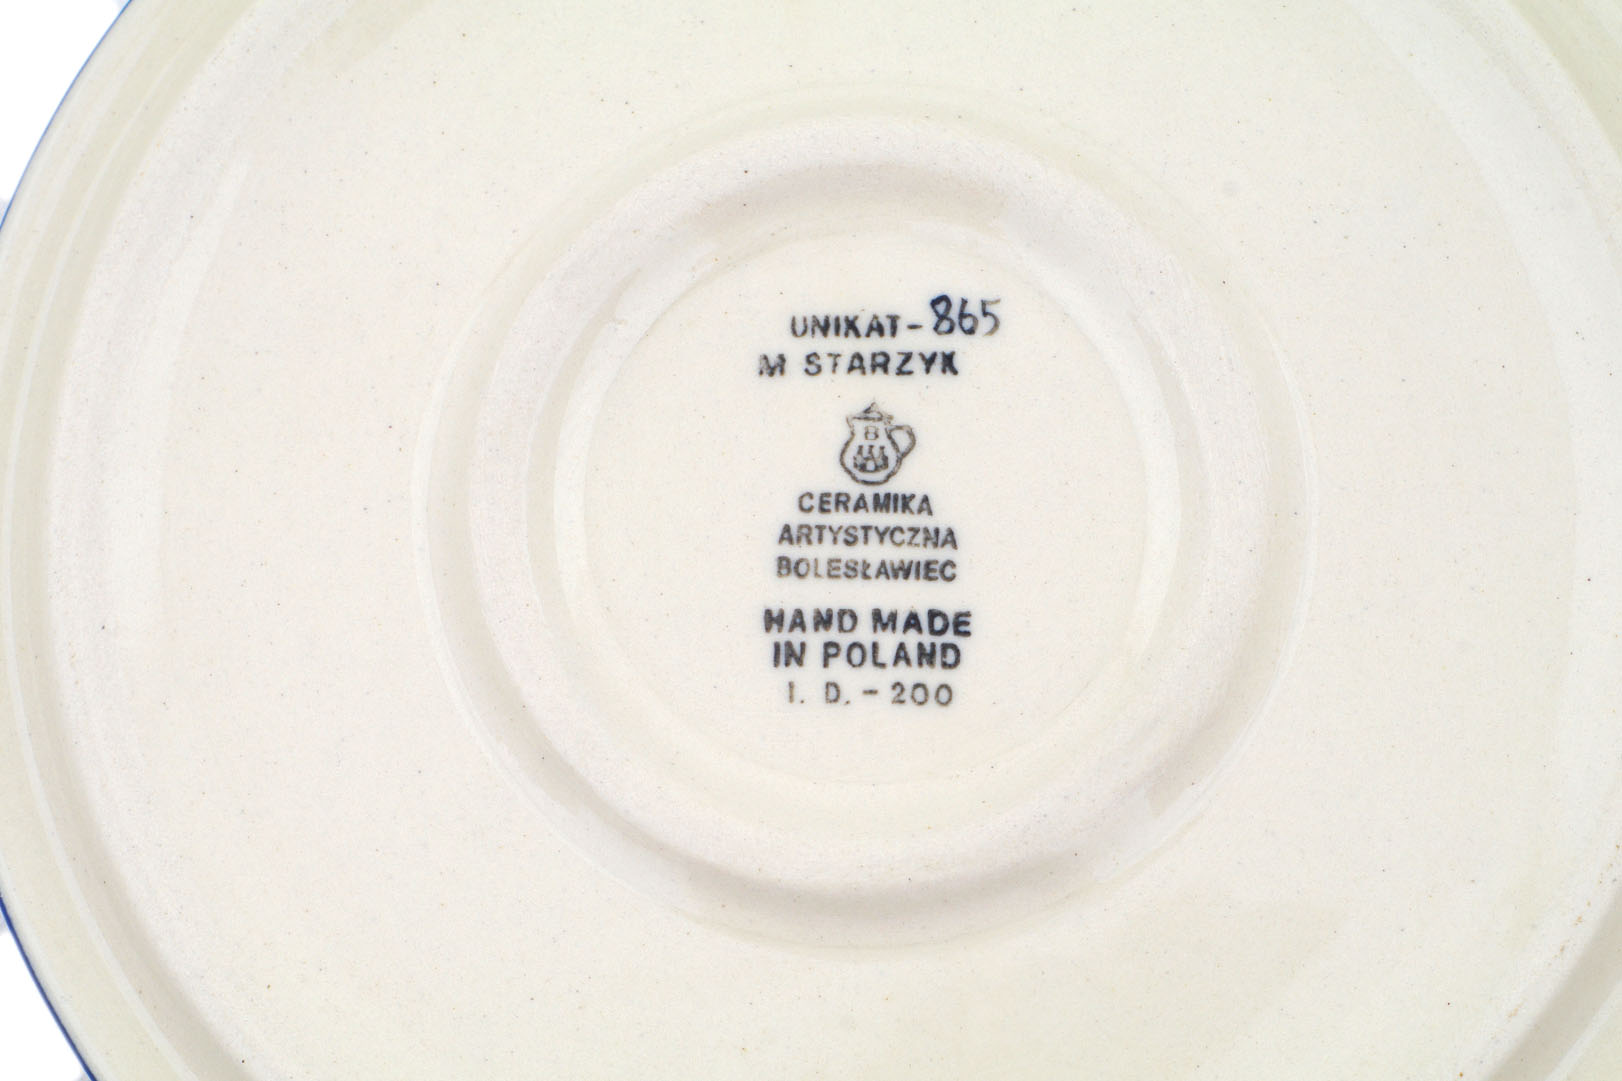 UNIKAT-865
M STARZYK
B
CERAMIKA
ARTYSTYCZNA
BOLESŁAWIEC
HAND MADE
IN POLAND
I. D. - 200